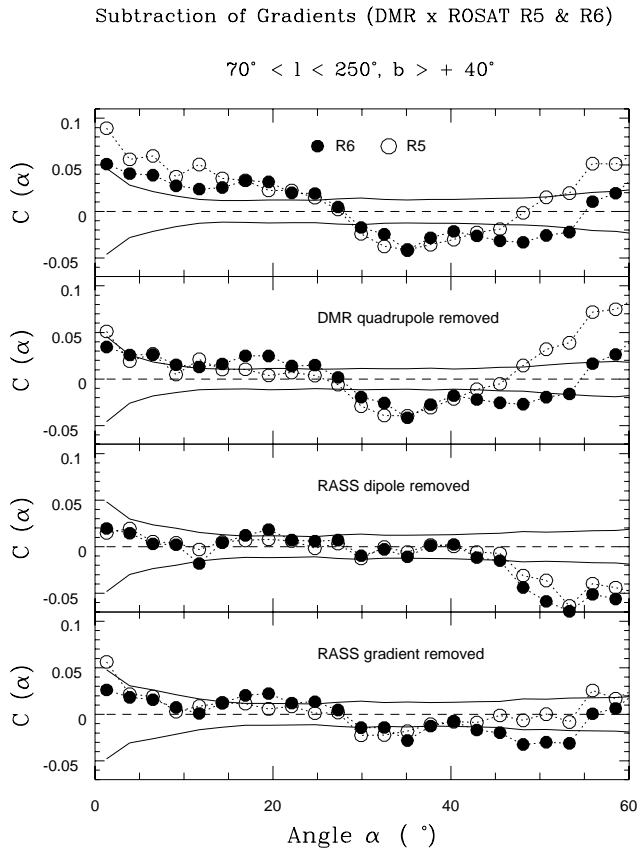 Subtraction of Gradients (DMR x ROSAT R5 & R6)
70° < l < 250°, b > + 40°
0.1
0.05
0
-0.05
C (α)
R6 R5
0.1
0.05
0
-0.05
C (α)
DMR quadrupole removed
0.1
0.05
0
-0.05
C (α)
RASS dipole removed
0.1
0.05
0
-0.05
C (α)
RASS gradient removed
0 20 40 60
Angle α ( °)